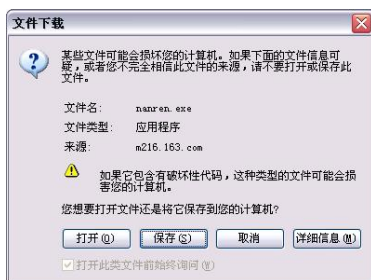 文件下载
某些文件可能会损坏您的计算机。如果下面的文件信息可
疑，或者您不完全相信此文件的来源，请不要打开或保存此
文件。
文件名： nanren.exe
文件类型： 应用程序
来源： m216.163.com
如果它包含有破坏性代码，这种类型的文件可能会损
害您的计算机。
您想要打开文件还是将它保存到您的计算机?
打开(O) 保存(S) 取消 详细信息(M)
打开此类文件前始终询问(W)